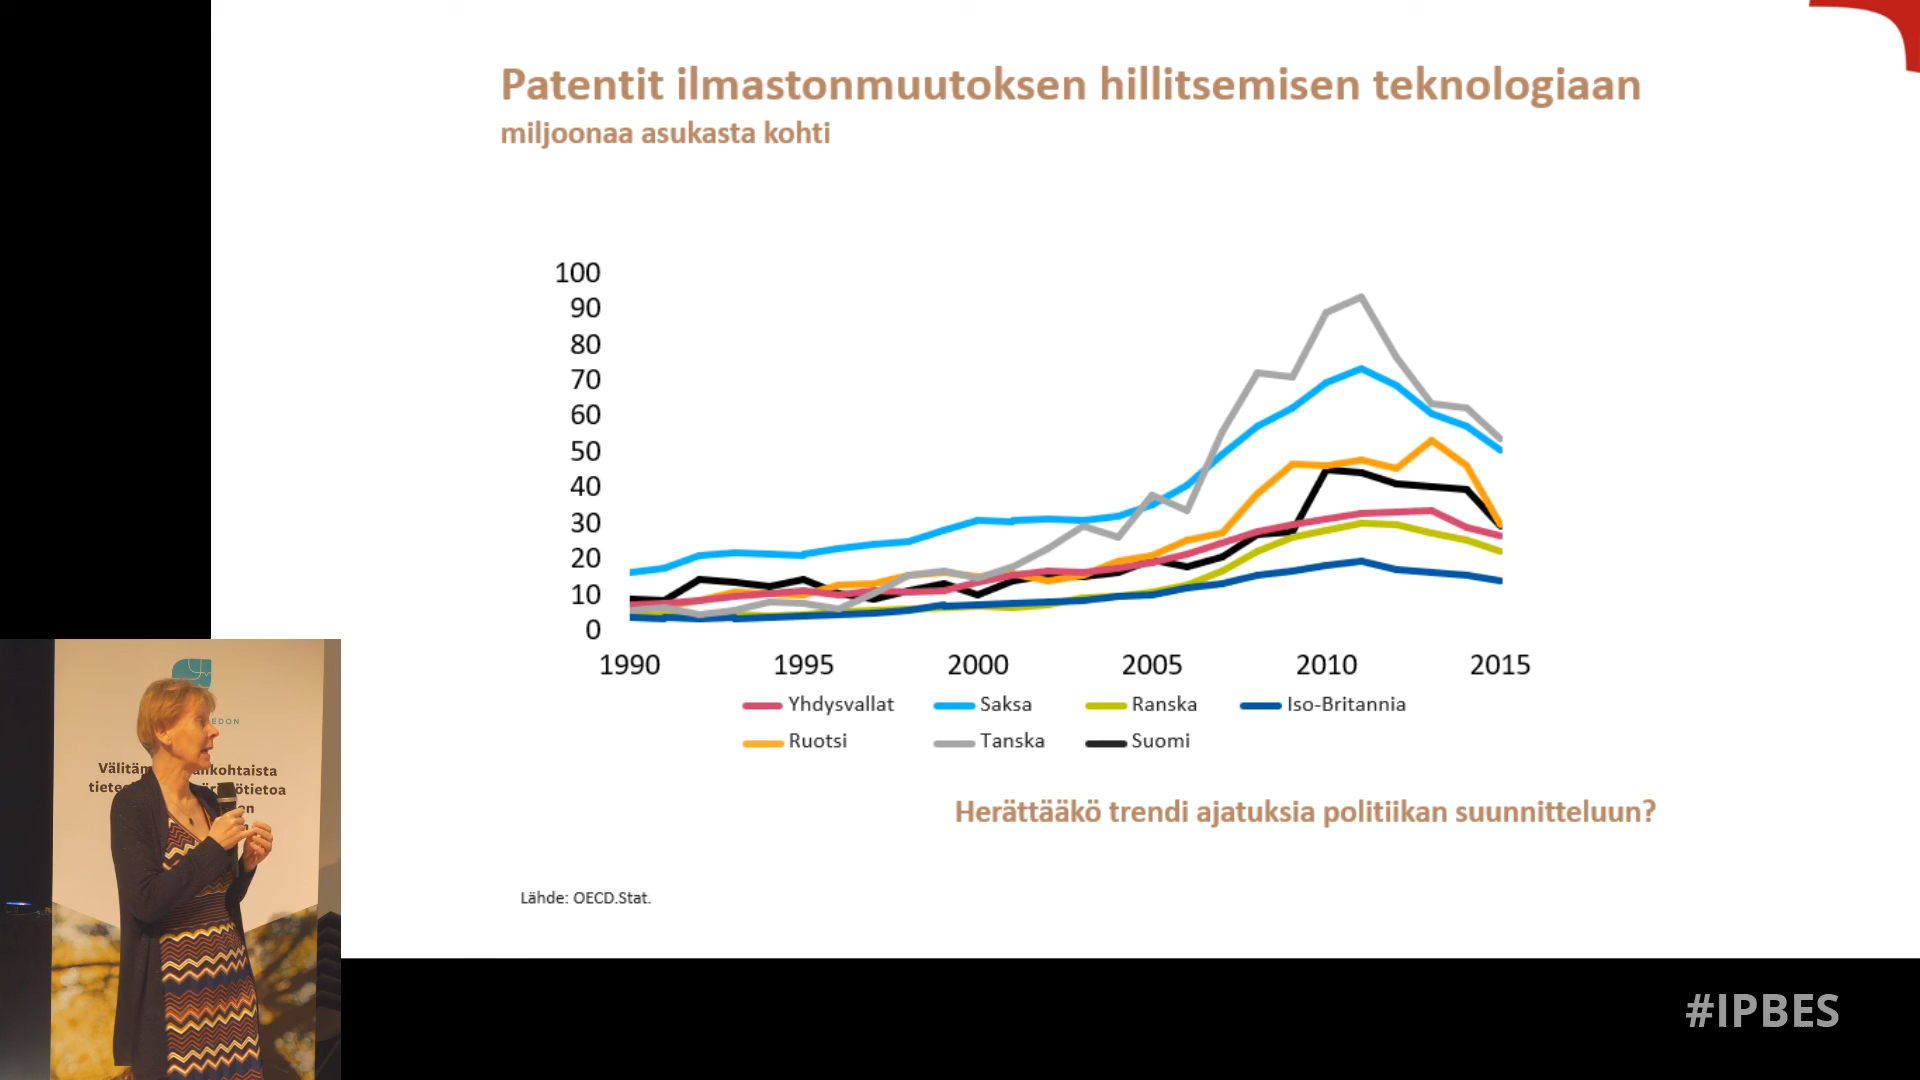 Patentit ilmastonmuutoksen hillitsemisen teknologiaan
miljoonaa asukasta kohti
100
90
80
70
60
50
40
30
20
10
0
1990 1995 2000 2005 2010 2015
Yhdysvallat Saksa Ranska Iso-Britannia
Ruotsi Tanska Suomi
Herättääkö trendi ajatuksia politiikan suunnitteluun?
Lähde: OECD.Stat.
#IPBES